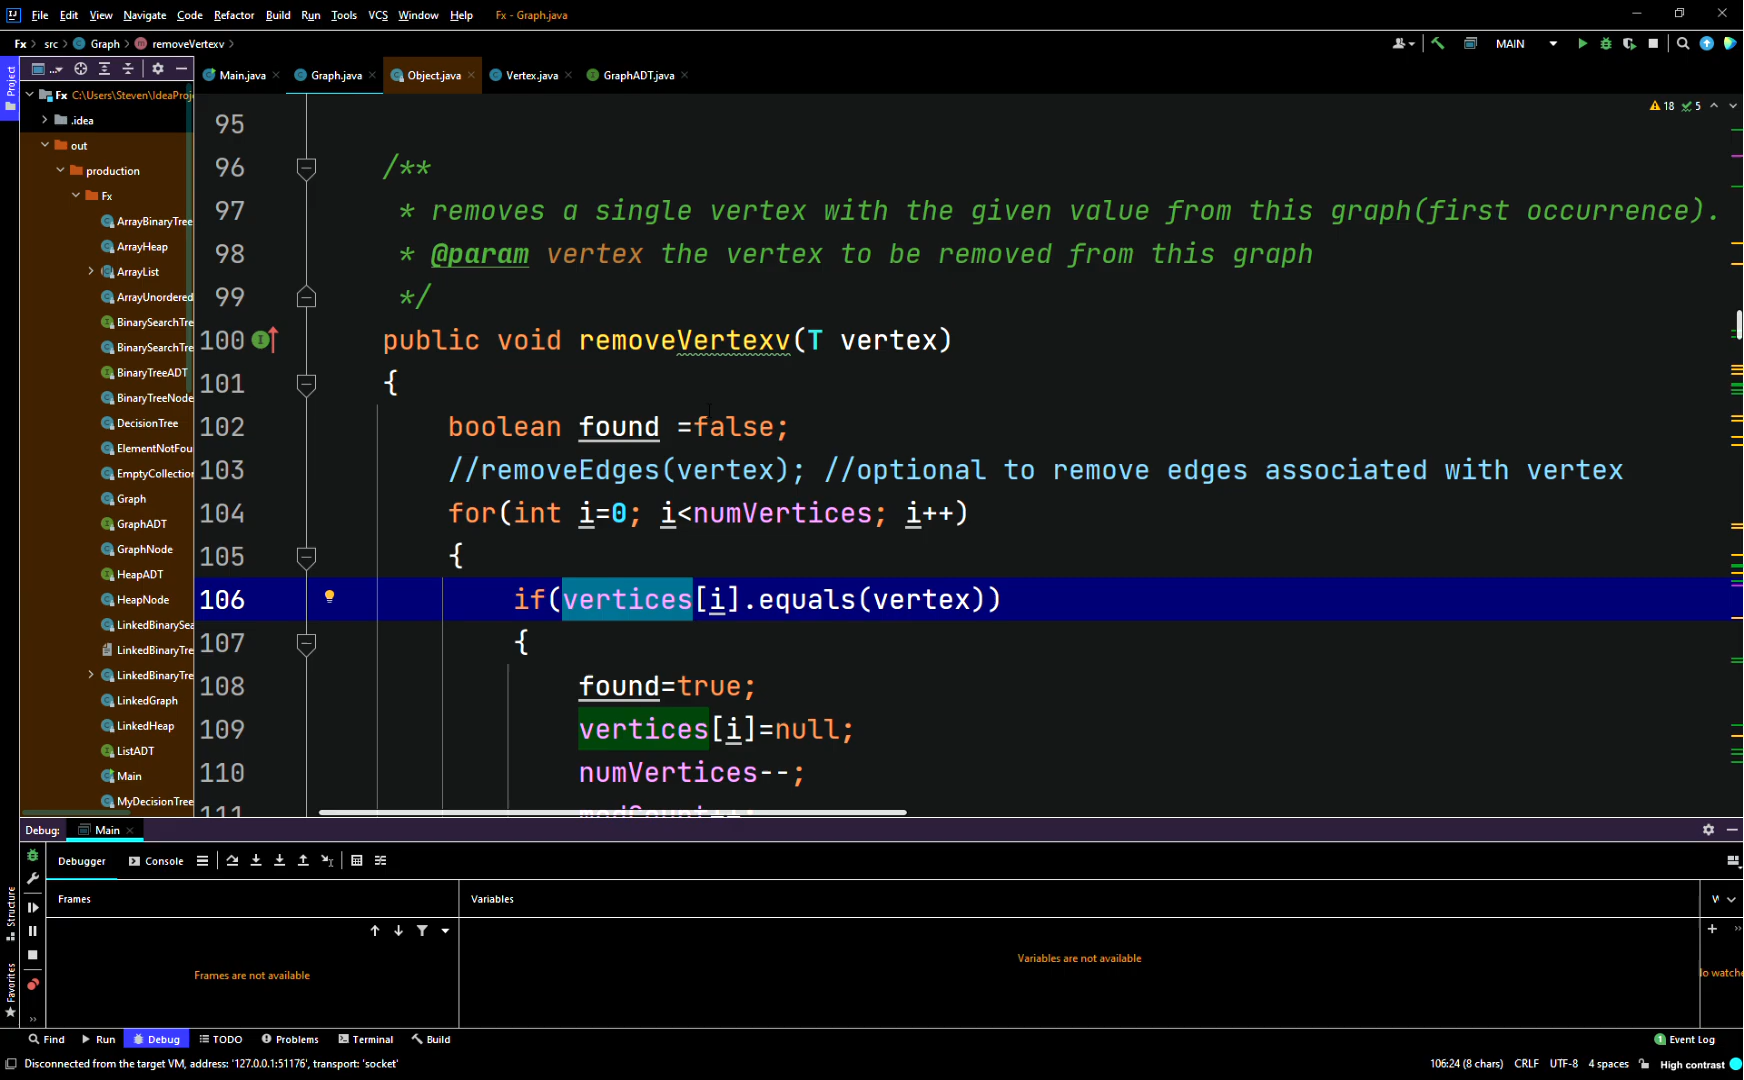 File Edit View Navigate Code Refactor Build Run Tools VCS Window Help Fx - Graph.java
Fx src Graph removeVertexv MAIN
Project
... Main.java Graph.java Object.java Vertex.java GraphADT.java
Fx C:\Users\Steven\IdeaProj
.idea
out
production
Fx
ArrayBinaryTree
ArrayHeap
ArrayList
ArrayUnordered
BinarySearchTre
BinarySearchTre
BinaryTreeADT
BinaryTreeNode
DecisionTree
ElementNotFou
EmptyCollection
Graph
GraphADT
GraphNode
HeapADT
HeapNode
LinkedBinarySea
LinkedBinaryTre
LinkedBinaryTre
LinkedGraph
LinkedHeap
ListADT
Main
MyDecisionTree
18 5
95
96 /**
97 * removes a single vertex with the given value from this graph(first occurrence).
98 * @param vertex the vertex to be removed from this graph
99 */
100 public void removeVertexv(T vertex)
101 {
102 boolean found =false;
103 //removeEdges(vertex); //optional to remove edges associated with vertex
104 for(int i=0; i<numVertices; i++)
105 {
106 if(vertices[i].equals(vertex))
107 {
108 found=true;
109 vertices[i]=null;
110 numVertices--;
111
Debug: Main
Debugger Console
Frames Variables
Frames are not available
Variables are not available
Structure
Favorites
Find Run Debug TODO Problems Terminal Build 1 Event Log
Disconnected from the target VM, address: '127.0.0.1:51176', transport: 'socket' 106:24 (8 chars) CRLF UTF-8 4 spaces High contrast